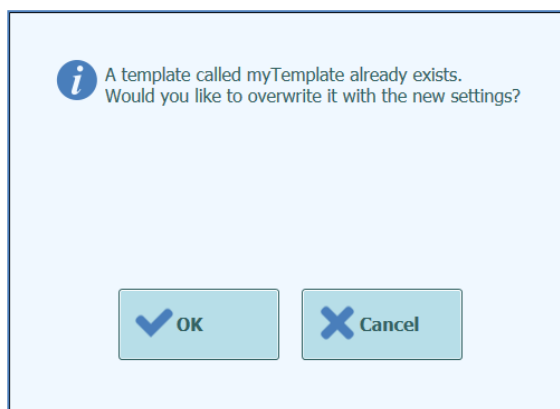 A template called myTemplate already exists.
Would you like to overwrite it with the new settings?
OK
Cancel